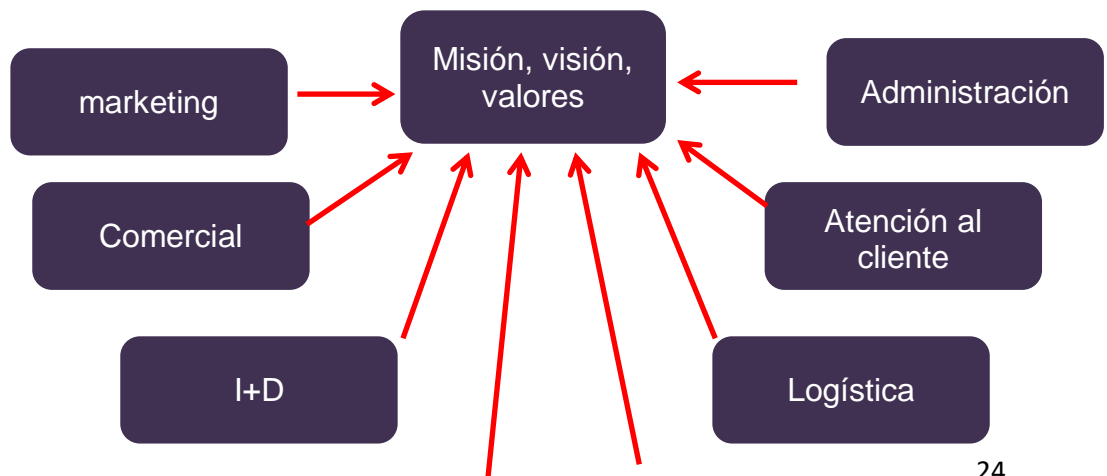 Misión, visión,
valores
marketing
Administración
Comercial
Atención al
cliente
I+D
Logística
24